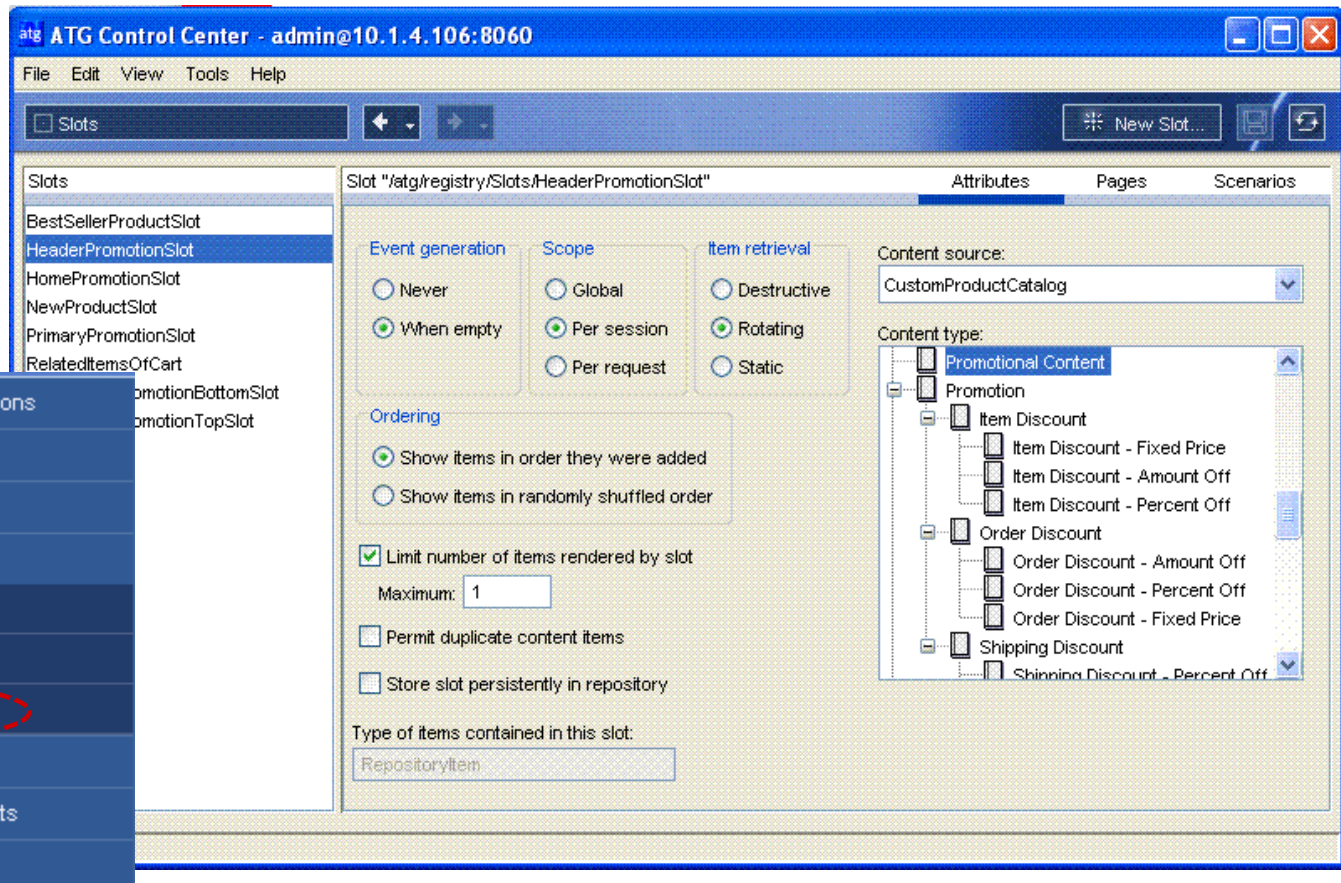 atg ATG Control Center - admin@10.1.4.106:8060
File Edit View Tools Help
Slots
New Slot...
Slots
BestSellerProductSlot
HeaderPromotionSlot
HomePromotionSlot
NewProductSlot
PrimaryPromotionSlot
RelatedItemsOfCart
omotionBottomSlot
omotionTopSlot
ons
ts
Slot "/atg/registry/Slots/HeaderPromotionSlot"
Attributes Pages Scenarios
Event generation
Never
When empty
Scope
Global
Per session
Per request
Item retrieval
Destructive
Rotating
Static
Ordering
Show items in order they were added
Show items in randomly shuffled order
Limit number of items rendered by slot
Maximum: 1
Permit duplicate content items
Store slot persistently in repository
Type of items contained in this slot:
RepositoryItem
Content source:
CustomProductCatalog
Content type:
Promotional Content
Promotion
Item Discount
Item Discount - Fixed Price
Item Discount - Amount Off
Item Discount - Percent Off
Order Discount
Order Discount - Amount Off
Order Discount - Percent Off
Order Discount - Fixed Price
Shipping Discount
Shipping Discount - Percent Off